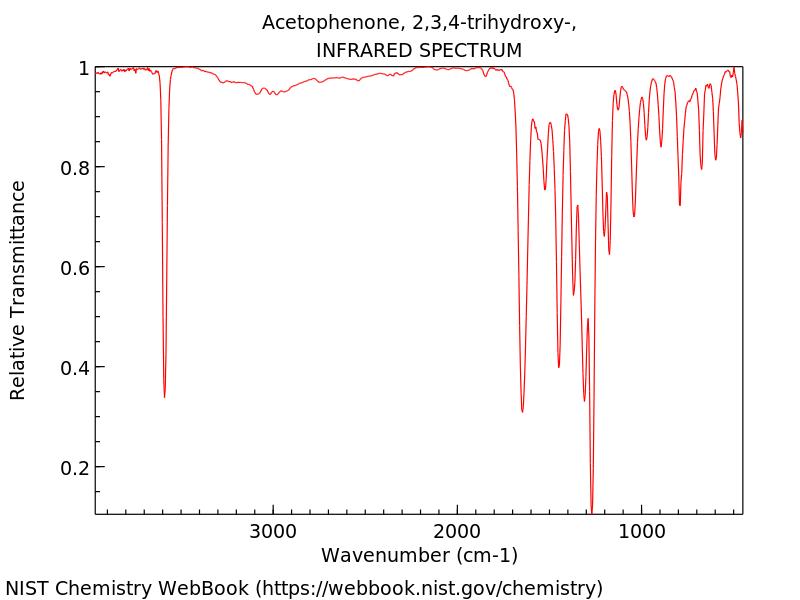 Acetophenone, 2,3,4-trihydroxy-,
INFRARED SPECTRUM
1
0.8
0.6
0.4
0.2
Relative Transmittance
3000 2000 1000
Wavenumber (cm-1)
NIST Chemistry WebBook (https://webbook.nist.gov/chemistry)